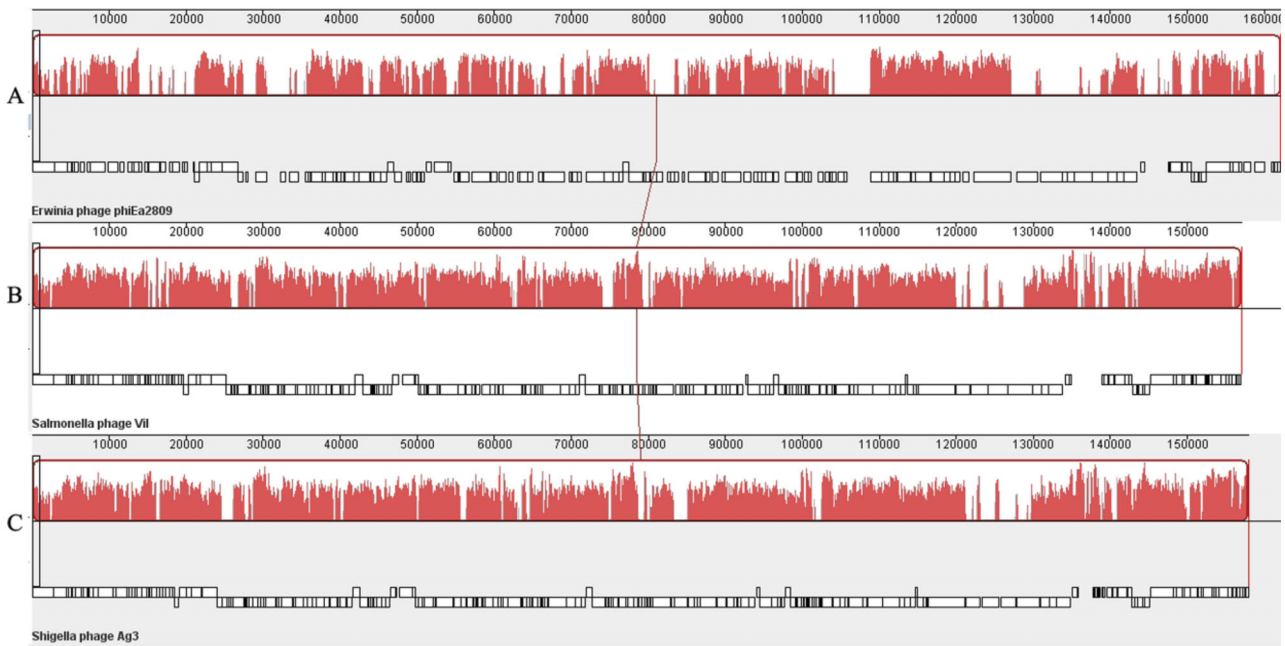 10000 20000 30000 40000 50000 60000 70000 80000 90000 100000 110000 120000 130000 140000 150000 160000
A
Erwinia phage phiEa2809
10000 20000 30000 40000 50000 60000 70000 80000 90000 100000 110000 120000 130000 140000 150000
B
Salmonella phage ViI
10000 20000 30000 40000 50000 60000 70000 80000 90000 100000 110000 120000 130000 140000 150000
C
Shigella phage Ag3